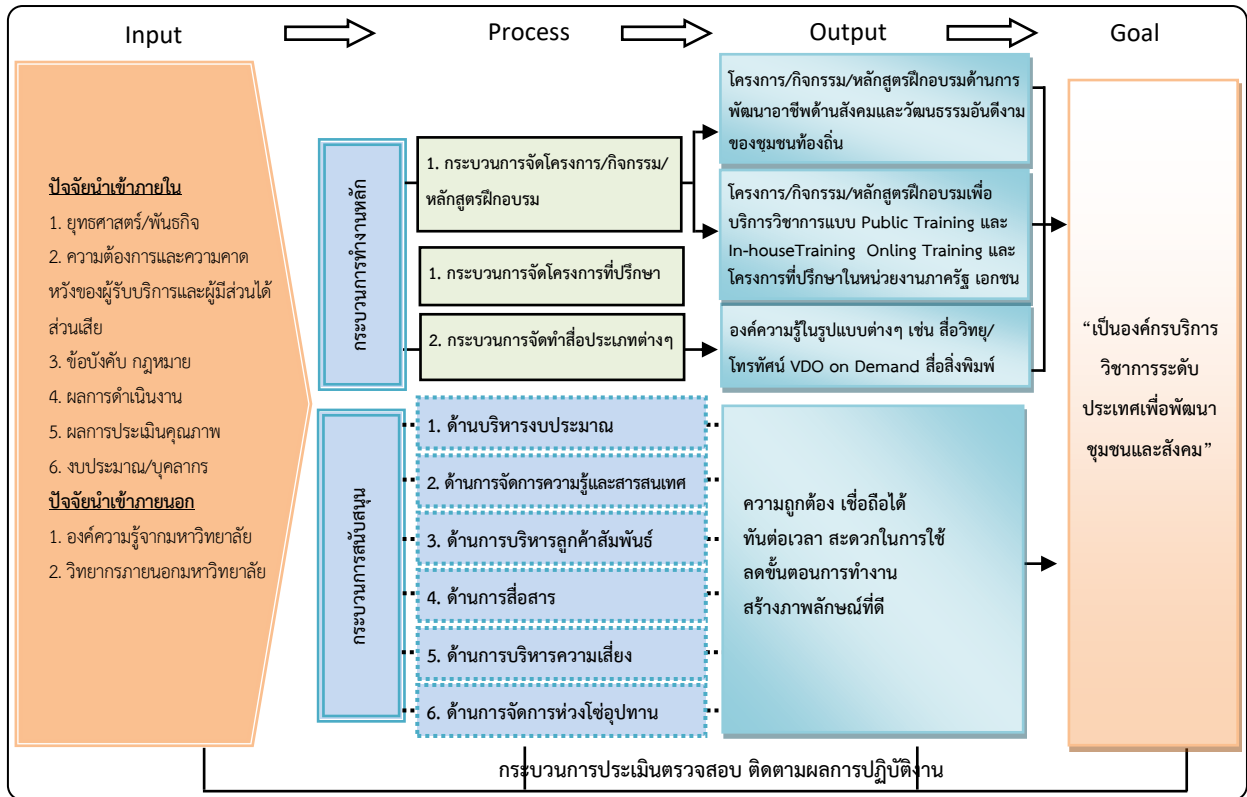 Input
Process
Output
Goal
ปัจจัยนำเข้าภายใน
1. ยุทธศาสตร์/พันธกิจ
2. ความต้องการและความคาด
หวังของผู้รับบริการและผู้มีส่วนได้
ส่วนเสีย
3. ข้อบังคับ กฎหมาย
4. ผลการดำเนินงาน
5. ผลการประเมินคุณภาพ
6. งบประมาณ/บุคลากร
ปัจจัยนำเข้าภายนอก
1. องค์ความรู้จากมหาวิทยาลัย
2. วิทยากรภายนอกมหาวิทยาลัย
กระบวนการทำงานหลัก
1. กระบวนการจัดโครงการ/กิจกรรม/
หลักสูตรฝึกอบรม
1. กระบวนการจัดโครงการที่ปรึกษา
2. กระบวนการจัดทำสื่อประเภทต่างๆ
กระบวนการสนับสนุน
1. ด้านบริหารงบประมาณ
2. ด้านการจัดการความรู้และสารสนเทศ
3. ด้านการบริหารลูกค้าสัมพันธ์
4. ด้านการสื่อสาร
5. ด้านการบริหารความเสี่ยง
6. ด้านการจัดการห่วงโซ่อุปทาน
โครงการ/กิจกรรม/หลักสูตรฝึกอบรมด้านการ
พัฒนาอาชีพด้านสังคมและวัฒนธรรมอันดีงาม
ของชุมชนท้องถิ่น
โครงการ/กิจกรรม/หลักสูตรฝึกอบรมเพื่อ
บริการวิชาการแบบ Public Training และ
In-houseTraining Onling Training และ
โครงการที่ปรึกษาในหน่วยงานภาครัฐ เอกชน
องค์ความรู้ในรูปแบบต่างๆ เช่น สื่อวิทยุ/
โทรทัศน์ VDO on Demand สื่อสิ่งพิมพ์
ความถูกต้อง เชื่อถือได้
ทันต่อเวลา สะดวกในการใช้
ลดขั้นตอนการทำงาน
สร้างภาพลักษณ์ที่ดี
“เป็นองค์กรบริการ
วิชาการระดับ
ประเทศเพื่อพัฒนา
ชุมชนและสังคม”
กระบวนการประเมินตรวจสอบ ติดตามผลการปฏิบัติงาน